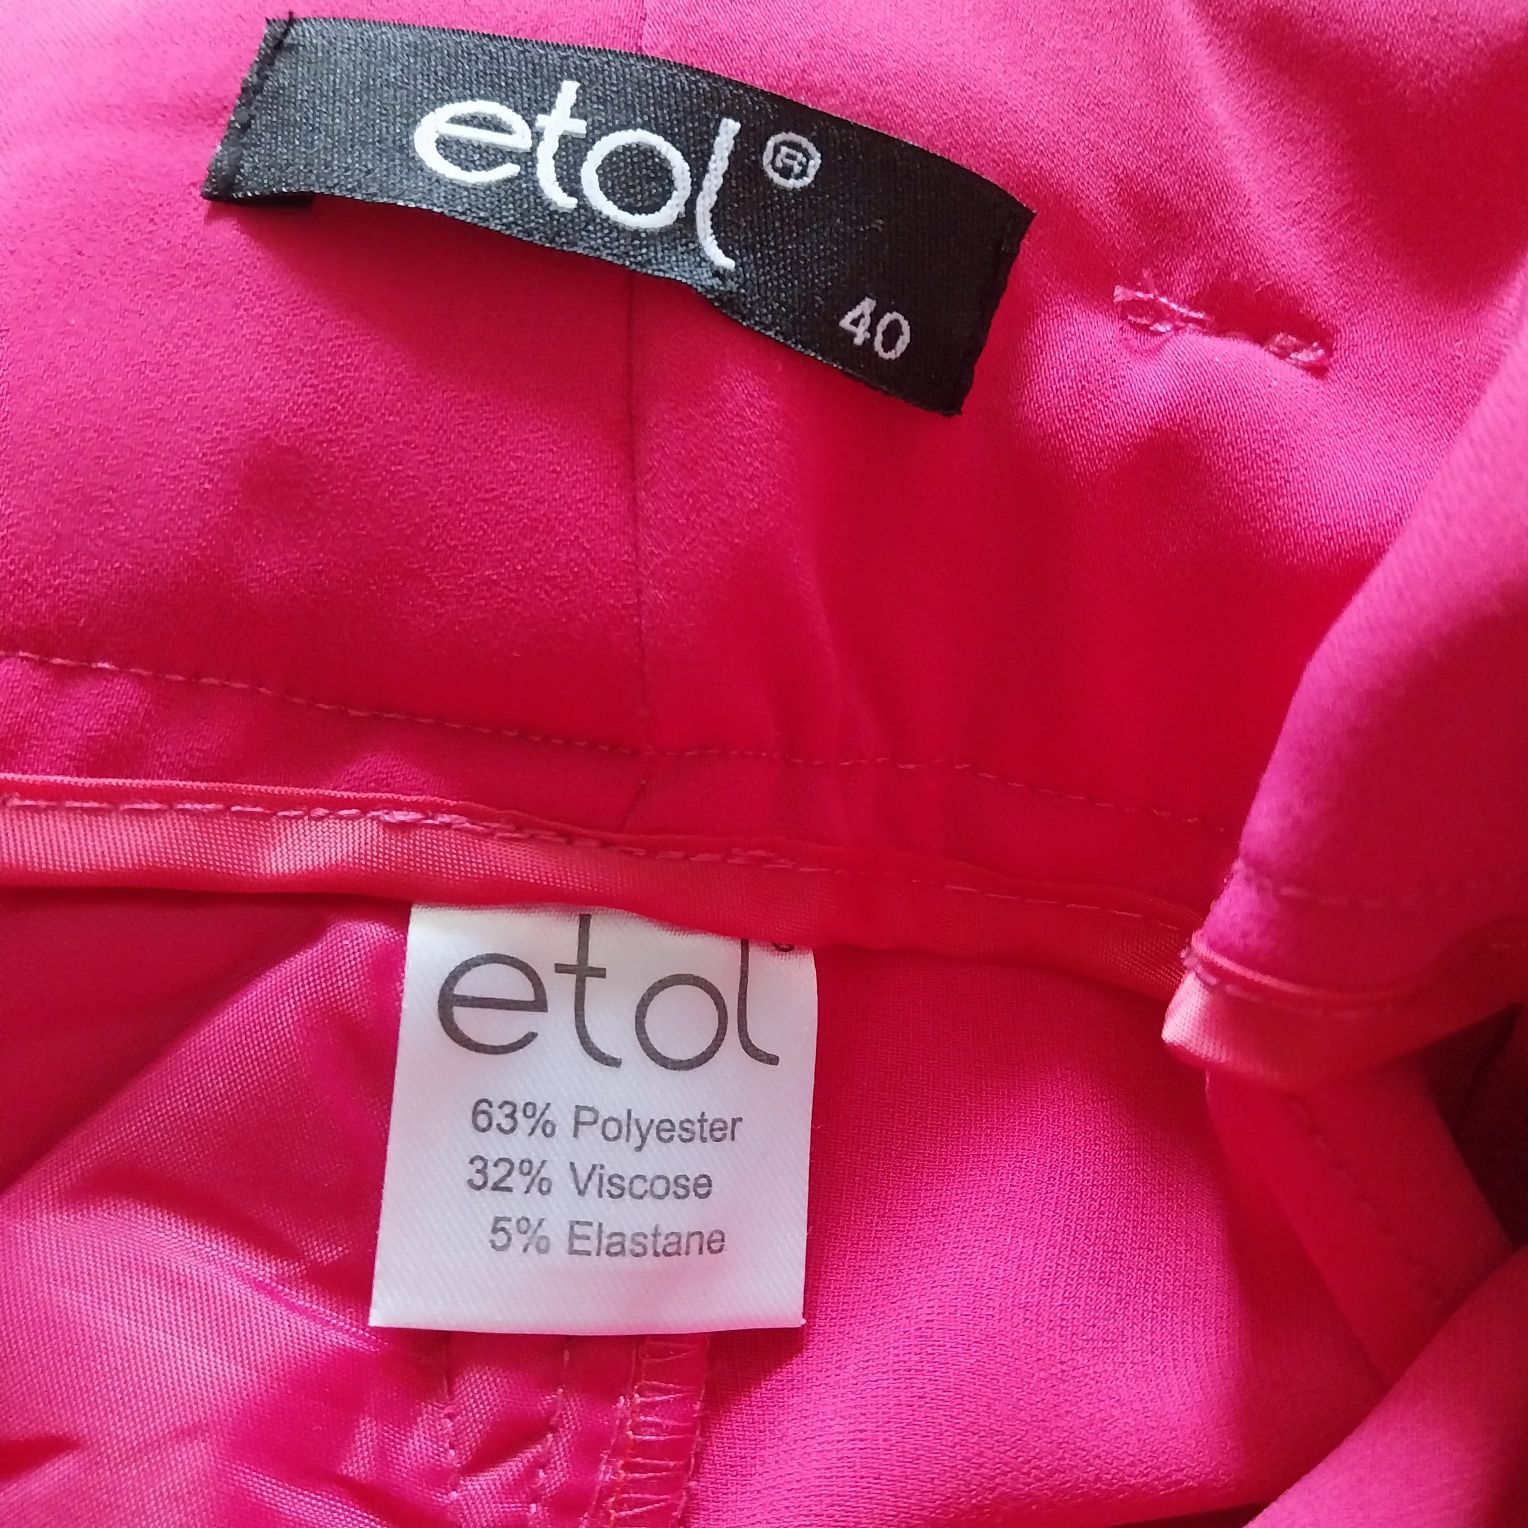 etol®
40
etol
63% Polyester
32% Viscose
5% Elastane